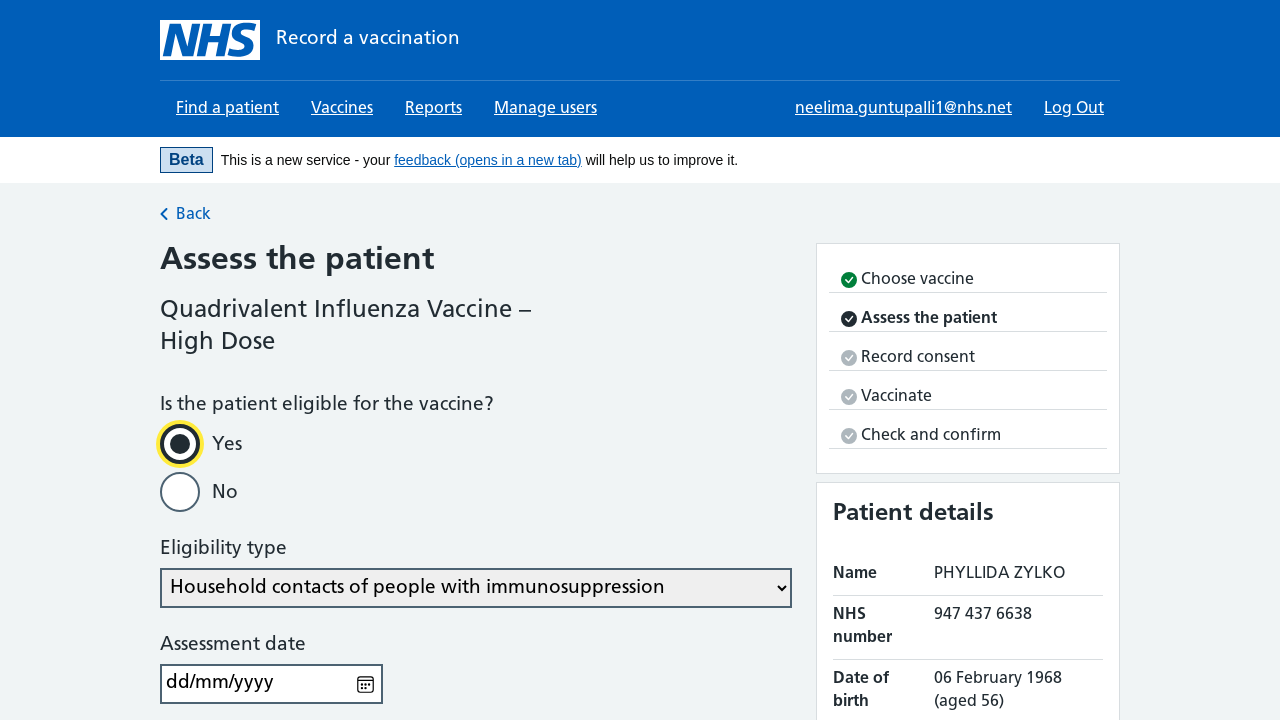 NHS Record a vaccination
Find a patient Vaccines Reports Manage users neelima.guntupalli1@nhs.net Log Out
Beta This is a new service - your feedback (opens in a new tab) will help us to improve it.
Back
Assess the patient
Quadrivalent Influenza Vaccine –
High Dose
Is the patient eligible for the vaccine?
Yes
No
Eligibility type
Household contacts of people with immunosuppression
Assessment date
dd/mm/yyyy
Choose vaccine
Assess the patient
Record consent
Vaccinate
Check and confirm
Patient details
Name PHYLLIDA ZYLKO
NHS 947 437 6638
number
Date of 06 February 1968
birth (aged 56)